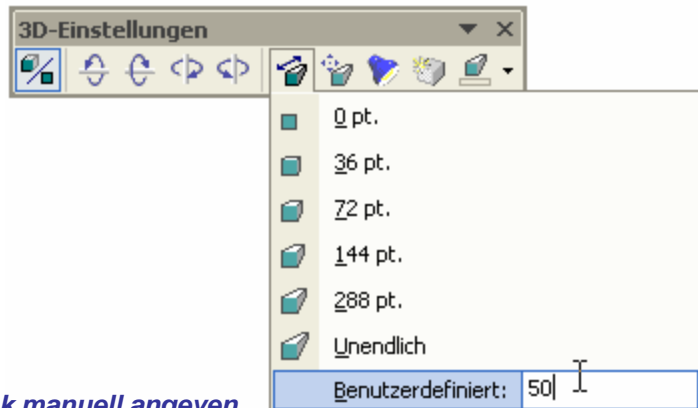 3D-Einstellungen
0 pt.
36 pt.
72 pt.
144 pt.
288 pt.
Unendlich
Benutzerdefiniert: 50
k manuell angeven